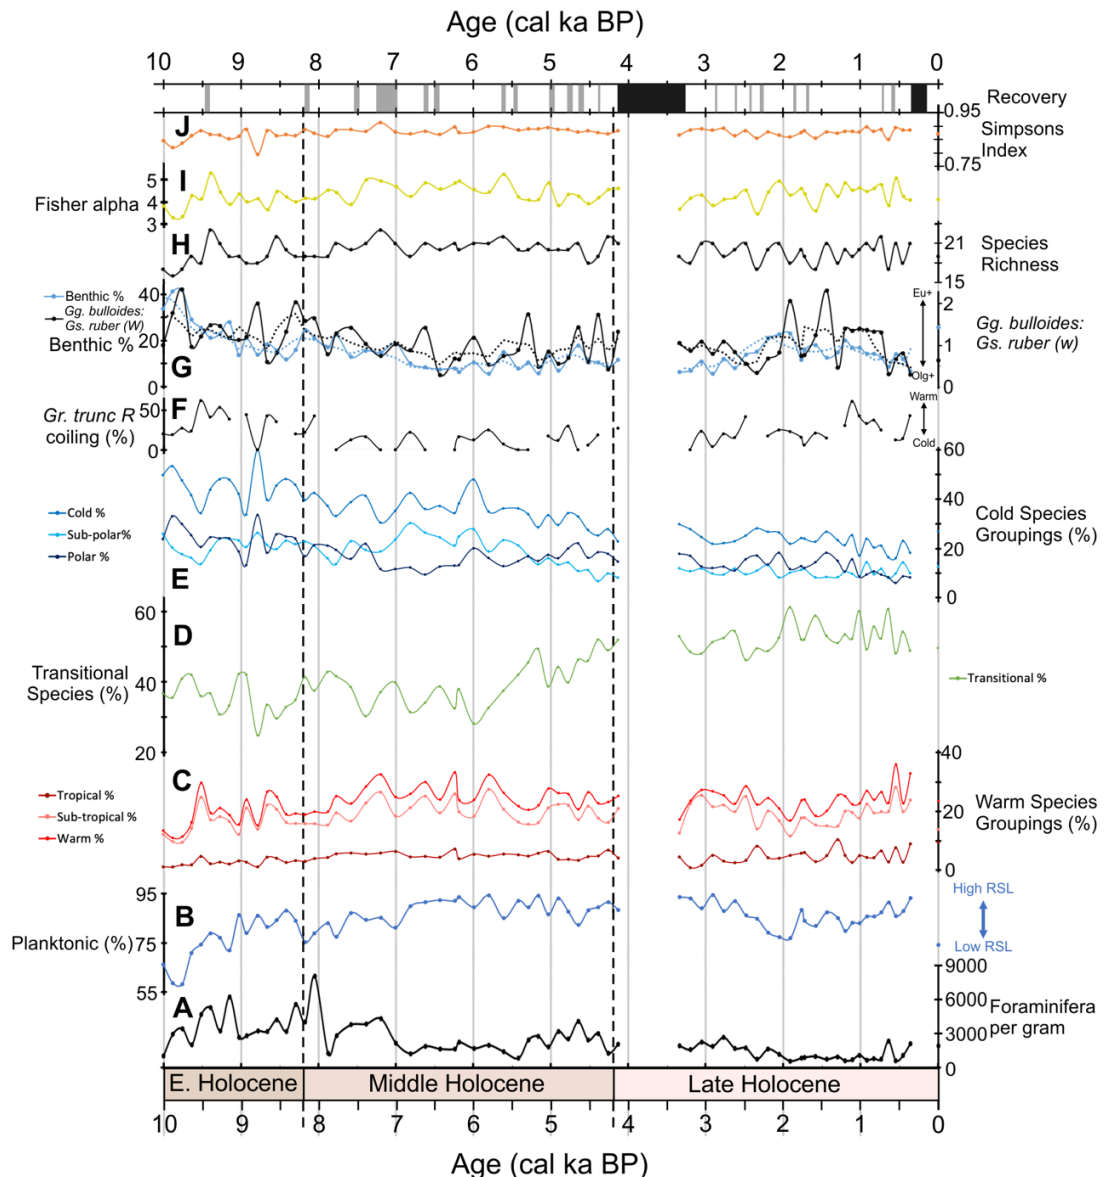 Age (cal ka BP)
10 9 8 7 6 5 4 3 2 1 0
Recovery
J
0.95
Simpsons
Index
0.75
I
5
4
3
Fisher alpha
H
21
15
Species
Richness
Benthic %
Gg. bulloides:
Gs. ruber (W)
Benthic %
40
20
0
G
Eu+
Olg+
2
1
0
Gg. bulloides:
Gs. ruber (w)
F
Gr. trunc R
coiling (%)
50
0
Warm
Cold
60
40
20
0
Cold %
Sub-polar%
Polar %
E
Cold Species
Groupings (%)
60
40
20
D
Transitional
Species (%)
Transitional %
C
Tropical %
Sub-tropical %
Warm %
40
20
0
Warm Species
Groupings (%)
95
75
55
B
Planktonic (%)
High RSL
Low RSL
A
9000
6000
3000
0
Foraminifera
per gram
E. Holocene Middle Holocene Late Holocene
10 9 8 7 6 5 4 3 2 1 0
Age (cal ka BP)